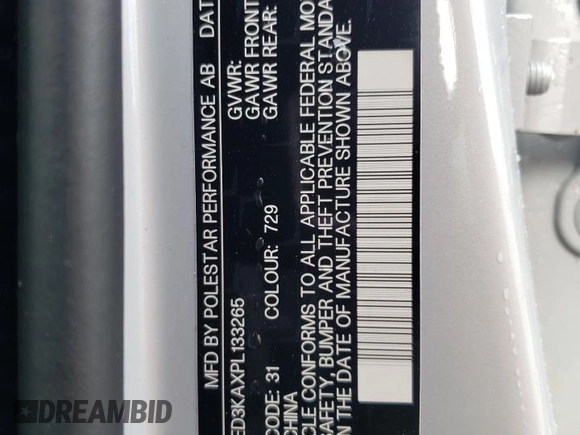 MFD BY POLESTAR PERFORMANCE AB DAT
GVWR:
GAWR FRONT
GAWR REAR:
ED3KAXPL133265
CODE: 31 COLOUR: 729
CHINA
CLE CONFORMS TO ALL APPLICABLE FEDERAL MO
SAFETY, BUMPER AND THEFT PREVENTION STANDA
N THE DATE OF MANUFACTURE SHOWN ABOVE.
DREAMBID